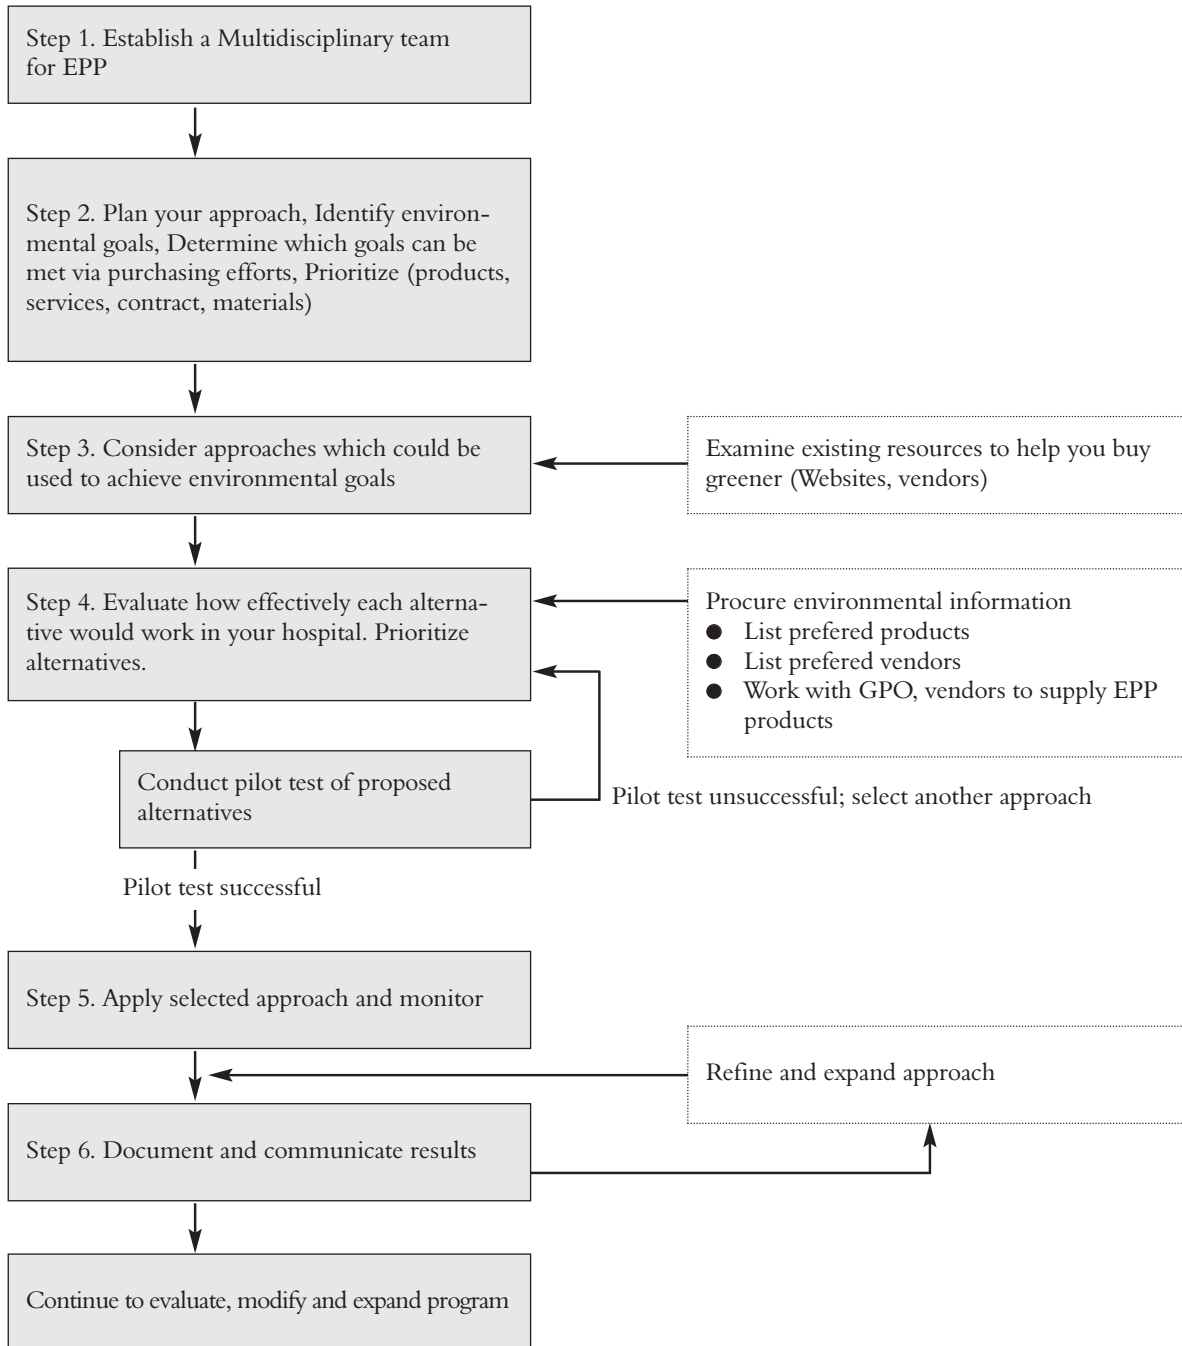 Step 1. Establish a Multidisciplinary team
for EPP
Step 2. Plan your approach, Identify environ-
mental goals, Determine which goals can be
met via purchasing efforts, Prioritize (products,
services, contract, materials)
Step 3. Consider approaches which could be
used to achieve environmental goals
Examine existing resources to help you buy
greener (Websites, vendors)
Step 4. Evaluate how effectively each alterna-
tive would work in your hospital. Prioritize
alternatives.
Procure environmental information
● List prefered products
● List prefered vendors
● Work with GPO, vendors to supply EPP
products
Conduct pilot test of proposed
alternatives
Pilot test unsuccessful; select another approach
Pilot test successful
Step 5. Apply selected approach and monitor
Refine and expand approach
Step 6. Document and communicate results
Continue to evaluate, modify and expand program